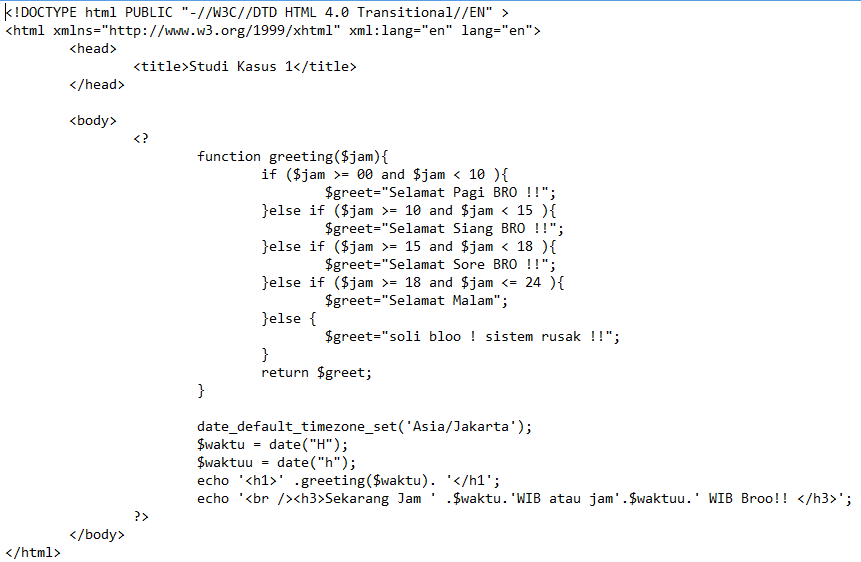 <!DOCTYPE html PUBLIC "-//W3C//DTD HTML 4.0 Transitional//EN" >
<html xmlns="http://www.w3.org/1999/xhtml" xml:lang="en" lang="en">
<head>
<title>Studi Kasus 1</title>
</head>
<body>
<?
function greeting($jam){
if ($jam >= 00 and $jam < 10 ){
$greet="Selamat Pagi BRO !!";
}else if ($jam >= 10 and $jam < 15 ){
$greet="Selamat Siang BRO !!";
}else if ($jam >= 15 and $jam < 18 ){
$greet="Selamat Sore BRO !!";
}else if ($jam >= 18 and $jam <= 24 ){
$greet="Selamat Malam";
}else {
$greet="soli bloo ! sistem rusak !!";
}
return $greet;
}
date_default_timezone_set('Asia/Jakarta');
$waktu = date("H");
$waktuu = date("h");
echo '<h1>' .greeting($waktu). '</h1';
echo '<br /><h3>Sekarang Jam ' .$waktu.'WIB atau jam'.$waktuu.' WIB Broo!! </h3>';
?>
</body>
</html>